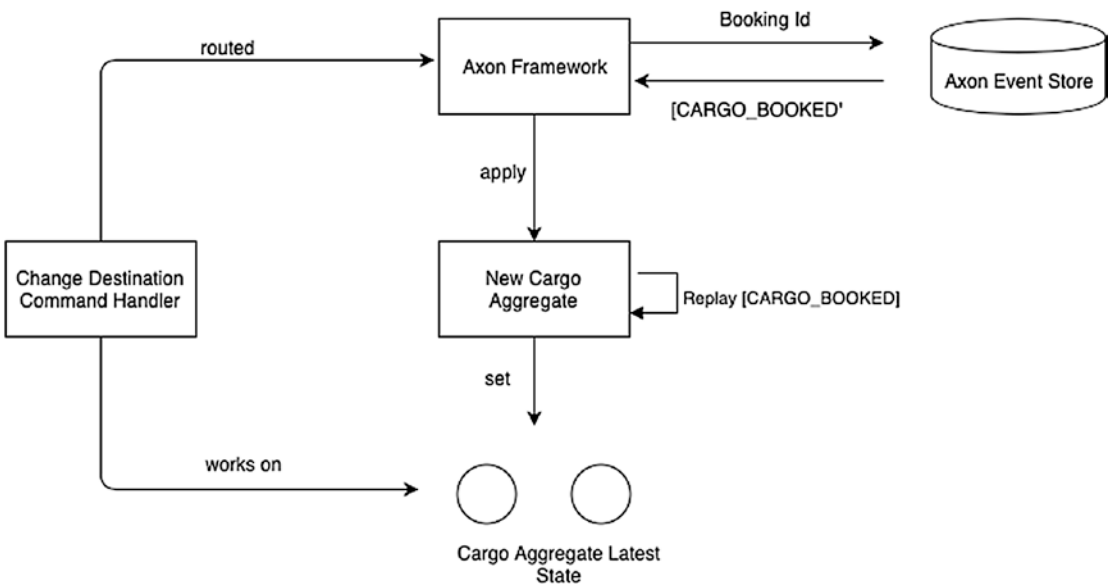 Booking Id
routed
Axon Framework
Axon Event Store
[CARGO_BOOKED'
apply
Change Destination
Command Handler
New Cargo
Aggregate
Replay [CARGO_BOOKED]
set
works on
Cargo Aggregate Latest
State